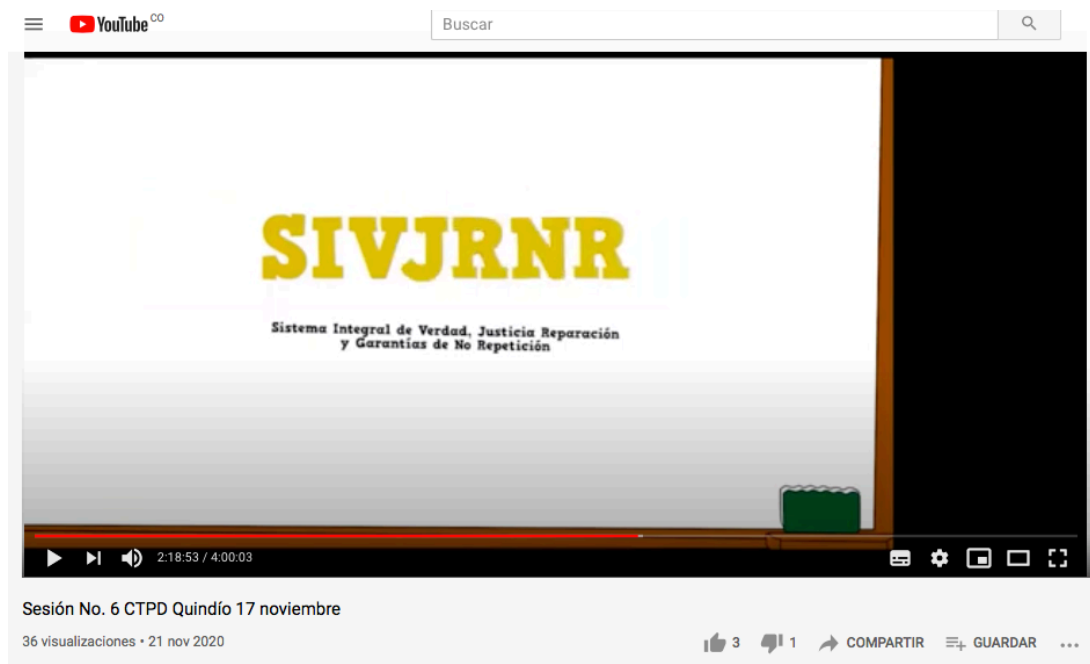 YouTube CO
Buscar
SIVJRNR
Sistema Integral de Verdad, Justicia Reparación
y Garantías de No Repetición
2:18:53 / 4:00:03
Sesión No. 6 CTPD Quindío 17 noviembre
36 visualizaciones • 21 nov 2020
3
1
COMPARTIR
GUARDAR